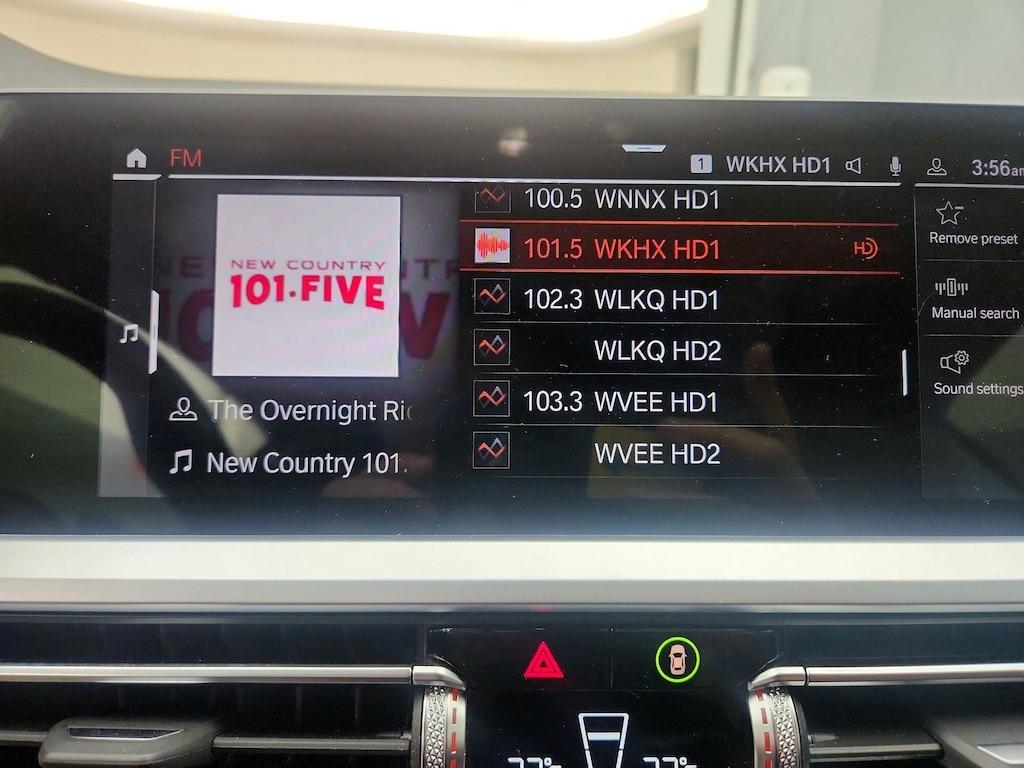 FM
1 WKHX HD1
3:56am
NEW COUNTRY
101·FIVE
The Overnight Ri
New Country 101.
100.5 WNNX HD1
101.5 WKHX HD1 HD
102.3 WLKQ HD1
WLKQ HD2
103.3 WVEE HD1
WVEE HD2
Remove preset
Manual search
Sound settings